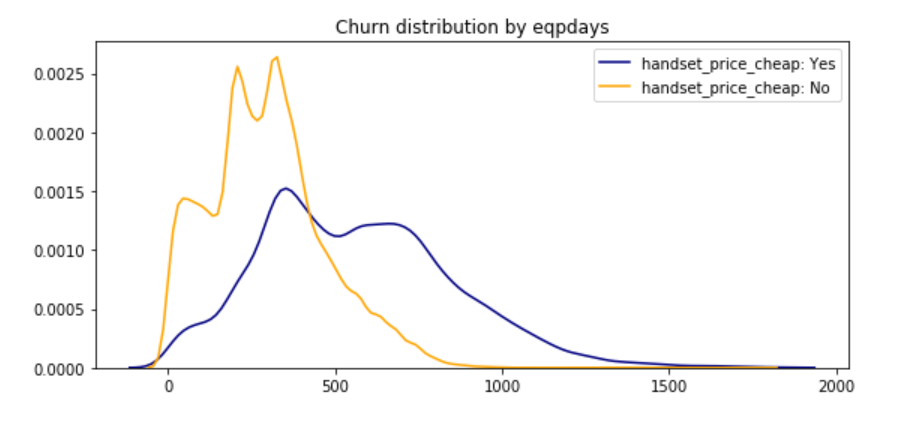 Churn distribution by eqpdays
handset_price_cheap: Yes
handset_price_cheap: No
0.0025
0.0020
0.0015
0.0010
0.0005
0.0000
0 500 1000 1500 2000